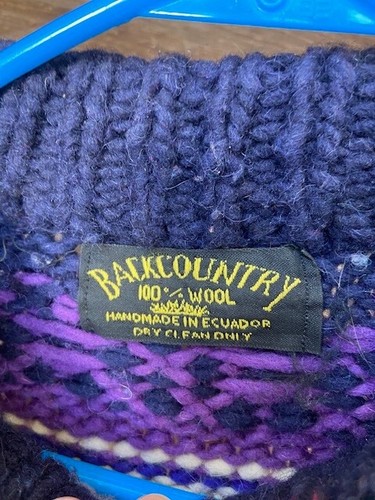 BACKCOUNTRY
100% WOOL
HANDMADE IN ECUADOR
DRY CLEAN ONLY